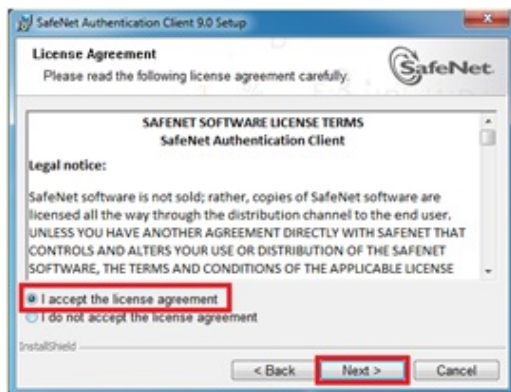 SafeNet Authentication Client 9.0 Setup
License Agreement
Please read the following license agreement carefully.
SafeNet.
SAFENET SOFTWARE LICENSE TERMS
SafeNet Authentication Client
Legal notice:
SafeNet software is not sold; rather, copies of SafeNet software are
licensed all the way through the distribution channel to the end user.
UNLESS YOU HAVE ANOTHER AGREEMENT DIRECTLY WITH SAFENET THAT
CONTROLS AND ALTERS YOUR USE OR DISTRIBUTION OF THE SAFENET
SOFTWARE, THE TERMS AND CONDITIONS OF THE APPLICABLE LICENSE
I accept the license agreement
I do not accept the license agreement
InstallShield
< Back
Next >
Cancel